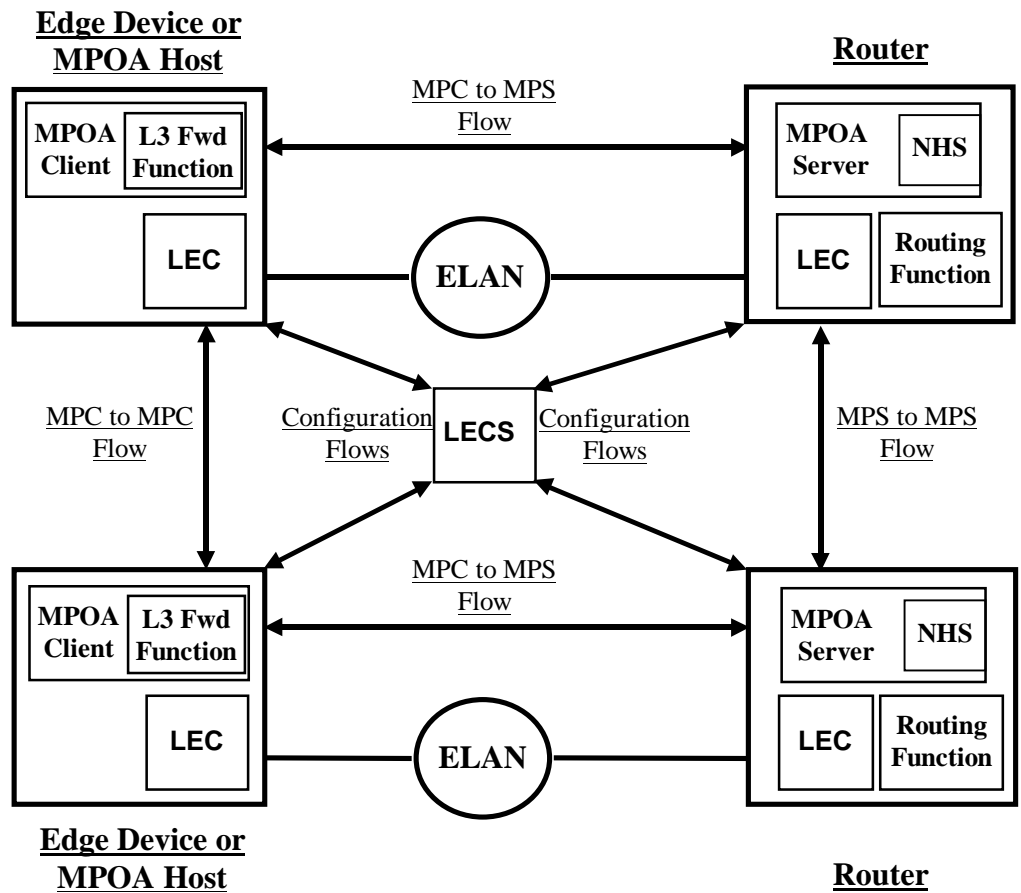 Edge Device or
MPOA Host
Router
MPC to MPS
Flow
MPOA
Client
L3 Fwd
Function
MPOA
Server
NHS
LEC
ELAN
LEC
Routing
Function
MPC to MPC
Flow
Configuration
Flows
LECS
Configuration
Flows
MPS to MPS
Flow
MPC to MPS
Flow
MPOA
Client
L3 Fwd
Function
MPOA
Server
NHS
LEC
ELAN
LEC
Routing
Function
Edge Device or
MPOA Host
Router